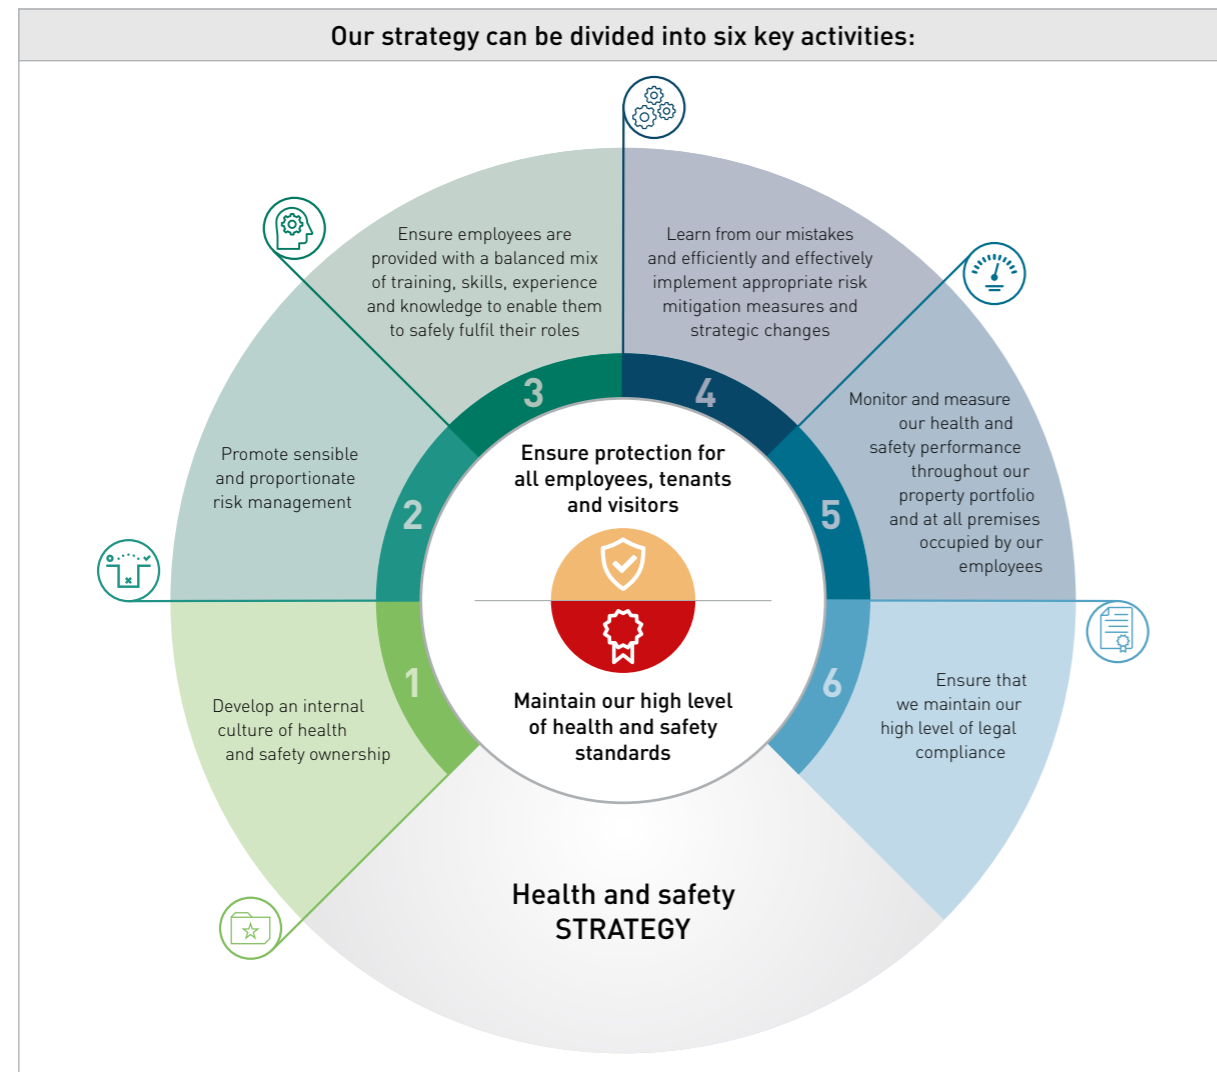 Our strategy can be divided into six key activities:
1
Develop an internal
culture of health
and safety ownership
2
Promote sensible
and proportionate
risk management
3
Ensure employees are
provided with a balanced mix
of training, skills, experience
and knowledge to enable them
to safely fulfil their roles
4
Learn from our mistakes
and efficiently and effectively
implement appropriate risk
mitigation measures and
strategic changes
5
Monitor and measure
our health and
safety performance
throughout our
property portfolio
and at all premises
occupied by our
employees
6
Ensure that
we maintain our
high level of legal
compliance
Ensure protection for
all employees, tenants
and visitors
Maintain our high level
of health and safety
standards
Health and safety
STRATEGY